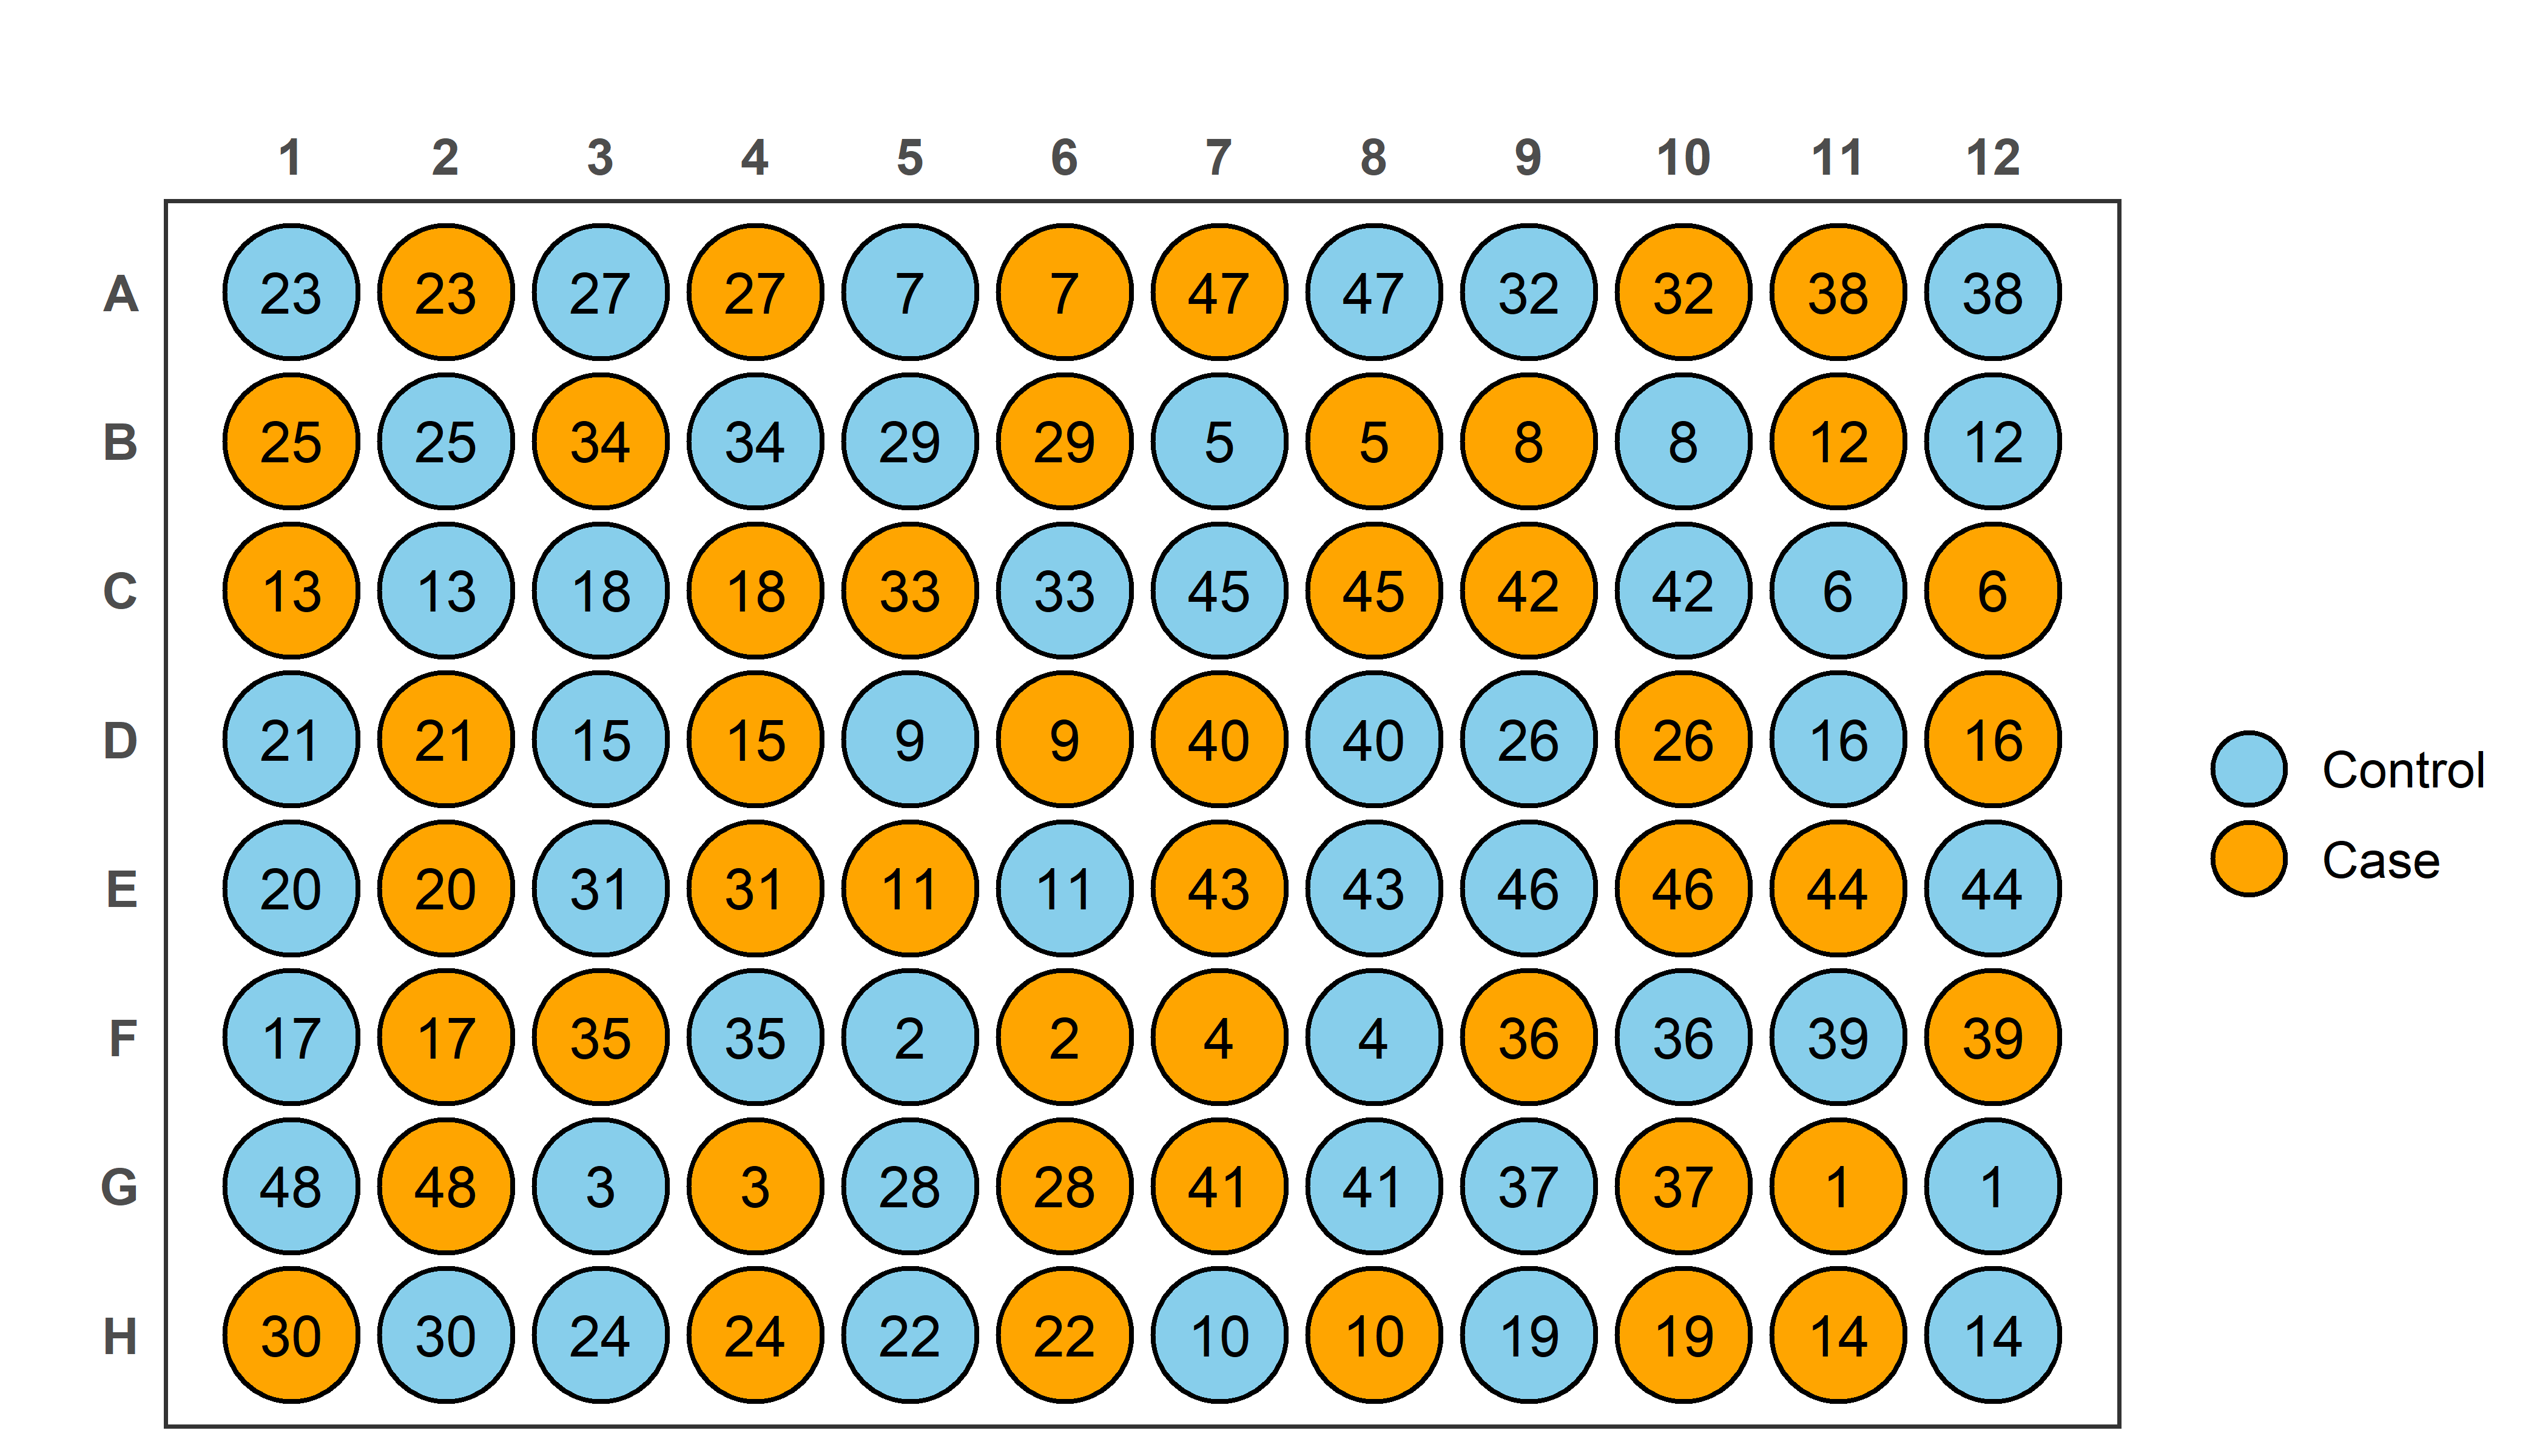 1 2 3 4 5 6 7 8 9 10 11 12
A 23 23 27 27 7 7 47 47 32 32 38 38
B 25 25 34 34 29 29 5 5 8 8 12 12
C 13 13 18 18 33 33 45 45 42 42 6 6
D 21 21 15 15 9 9 40 40 26 26 16 16
Control
E 20 20 31 31 11 11 43 43 46 46 44 44
Case
F 17 17 35 35 2 2 4 4 36 36 39 39
G 48 48 3 3 28 28 41 41 37 37 1 1
H 30 30 24 24 22 22 10 10 19 19 14 14